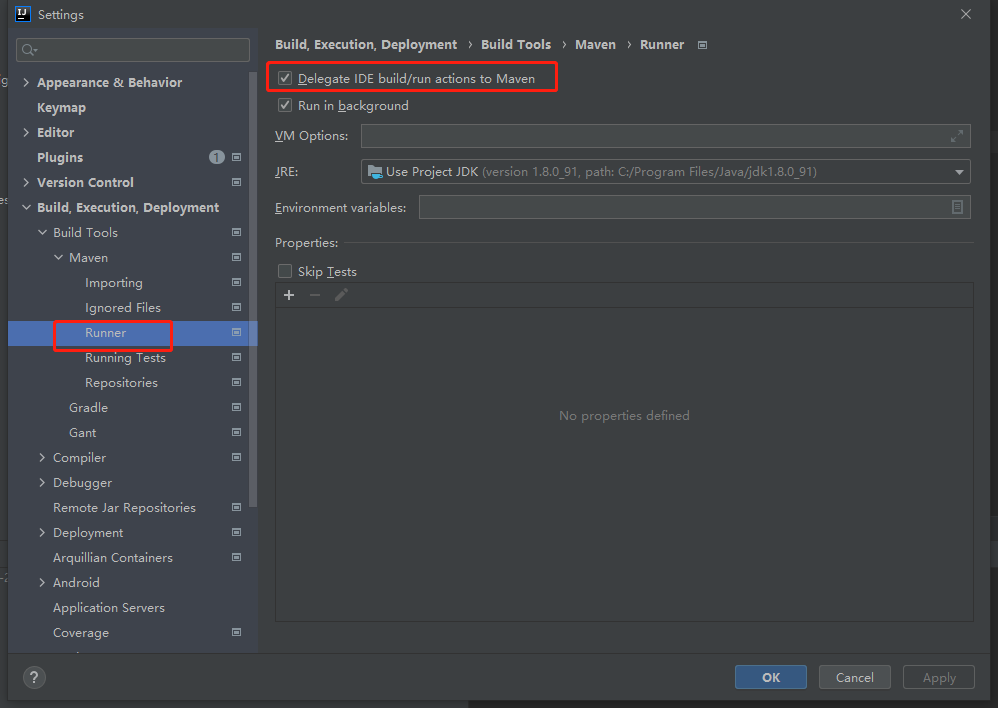 Settings
Appearance & Behavior
Keymap
Editor
Plugins 1
Version Control
Build, Execution, Deployment
Build Tools
Maven
Importing
Ignored Files
Runner
Running Tests
Repositories
Gradle
Gant
Compiler
Debugger
Remote Jar Repositories
Deployment
Arquillian Containers
Android
Application Servers
Coverage
Build, Execution, Deployment › Build Tools › Maven › Runner
Delegate IDE build/run actions to Maven
Run in background
VM Options:
JRE: Use Project JDK (version 1.8.0_91, path: C:/Program Files/Java/jdk1.8.0_91)
Environment variables:
Properties:
Skip Tests
No properties defined
? OK Cancel Apply